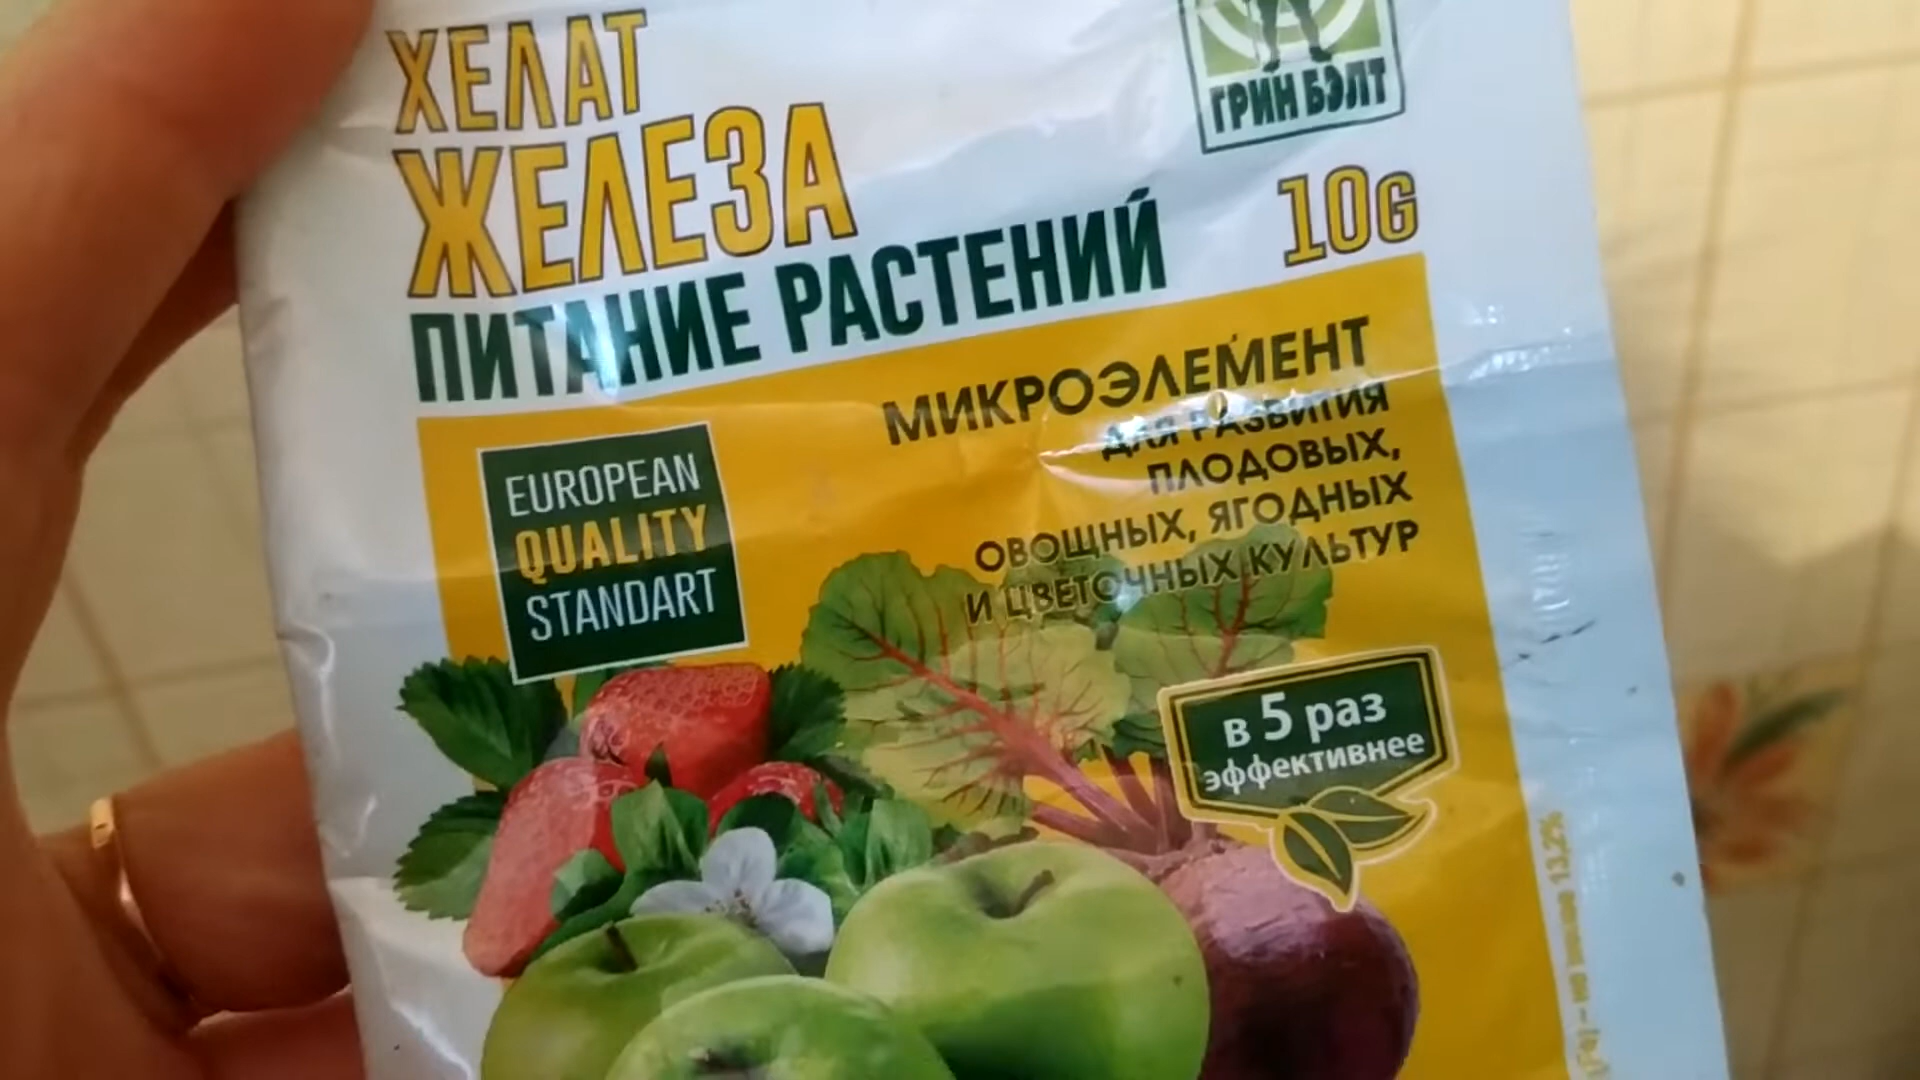 ХЕЛАТ
ЖЕЛЕЗА
ПИТАНИЕ РАСТЕНИЙ
ГРИН БЭЛТ
10G
МИКРОЭЛЕМЕНТ
ДЛЯ РАЗВИТИЯ
ПЛОДОВЫХ,
ОВОЩНЫХ, ЯГОДНЫХ
И ЦВЕТОЧНЫХ КУЛЬТУР
EUROPEAN
QUALITY
STANDART
в 5 раз
эффективнее